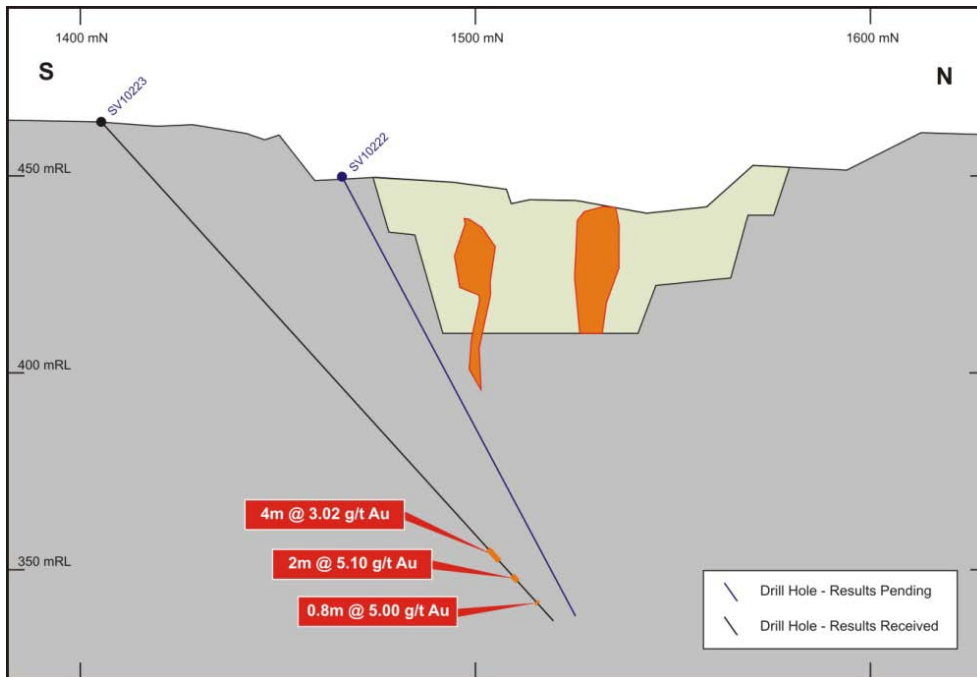 1400 mN
1500 mN
1600 mN
S
N
SV10223
SV10222
450 mRL
400 mRL
350 mRL
4m @ 3.02 g/t Au
2m @ 5.10 g/t Au
0.8m @ 5.00 g/t Au
Drill Hole - Results Pending
Drill Hole - Results Received